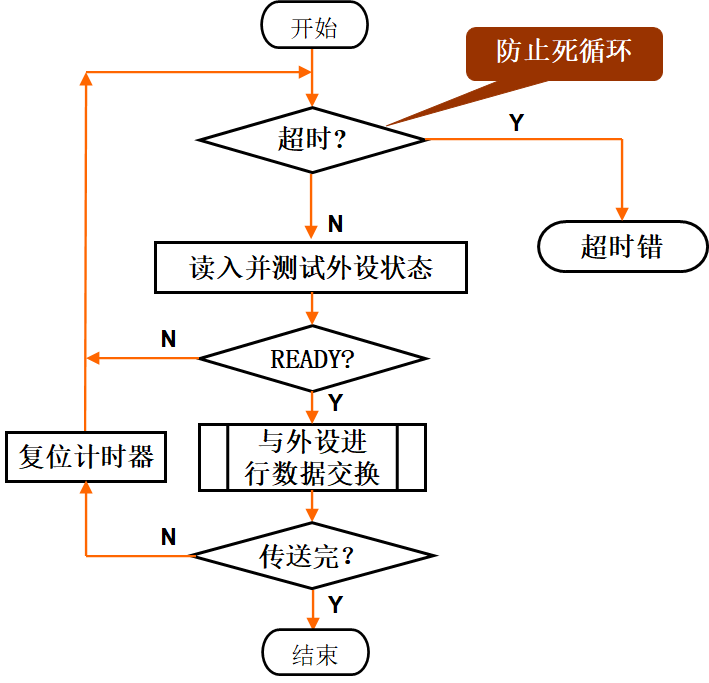 开始
防止死循环
超时?
Y
N
超时错
读入并测试外设状态
N
READY?
Y
复位计时器
与外设进
行数据交换
N
传送完?
Y
结束